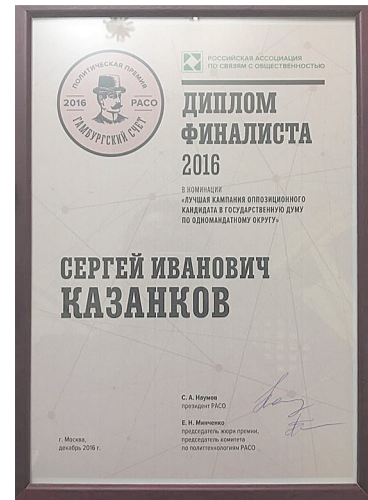 ПОЛИТИЧЕСКАЯ ПРЕМИЯ
2016 РАСО
ГАМБУРГСКИЙ СЧЕТ
РОССИЙСКАЯ АССОЦИАЦИЯ
ПО СВЯЗЯМ С ОБЩЕСТВЕННОСТЬЮ
ДИПЛОМ
ФИНАЛИСТА
2016
В НОМИНАЦИИ
«ЛУЧШАЯ КАМПАНИЯ ОППОЗИЦИОННОГО
КАНДИДАТА В ГОСУДАРСТВЕННУЮ ДУМУ
ПО ОДНОМАНДАТНОМУ ОКРУГУ»
СЕРГЕЙ ИВАНОВИЧ
КАЗАНКОВ
С. А. Наумов
президент РАСО
Е. Н. Минченко
председатель жюри премии,
председатель комитета
по политтехнологиям РАСО
г. Москва,
декабрь 2016 г.